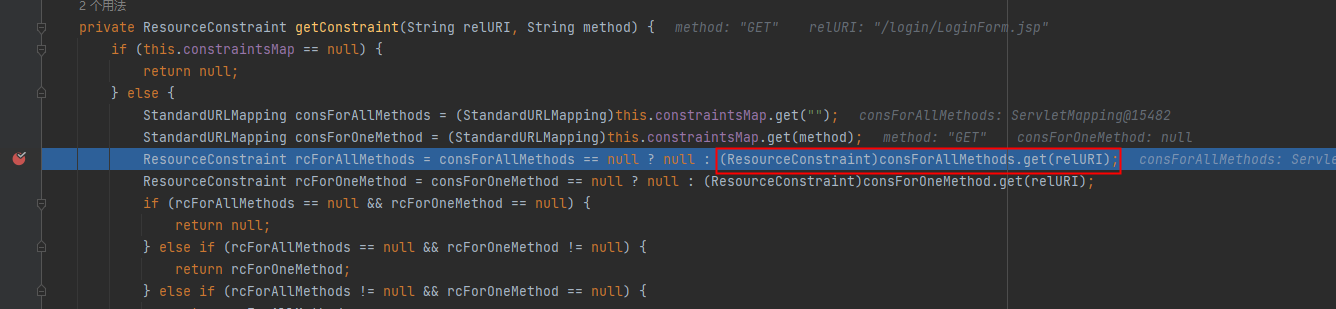 2 个用法
private ResourceConstraint getConstraint(String relURI, String method) {   method: "GET"    relURI: "/login/LoginForm.jsp"
if (this.constraintsMap == null) {
return null;
} else {
StandardURLMapping consForAllMethods = (StandardURLMapping)this.constraintsMap.get("");   consForAllMethods: ServletMapping@15482
StandardURLMapping consForOneMethod = (StandardURLMapping)this.constraintsMap.get(method);   method: "GET"    consForOneMethod: null
ResourceConstraint rcForAllMethods = consForAllMethods == null ? null : (ResourceConstraint)consForAllMethods.get(relURI);   consForAllMethods: Servle
ResourceConstraint rcForOneMethod = consForOneMethod == null ? null : (ResourceConstraint)consForOneMethod.get(relURI);
if (rcForAllMethods == null && rcForOneMethod == null) {
return null;
} else if (rcForAllMethods == null && rcForOneMethod != null) {
return rcForOneMethod;
} else if (rcForAllMethods != null && rcForOneMethod == null) {